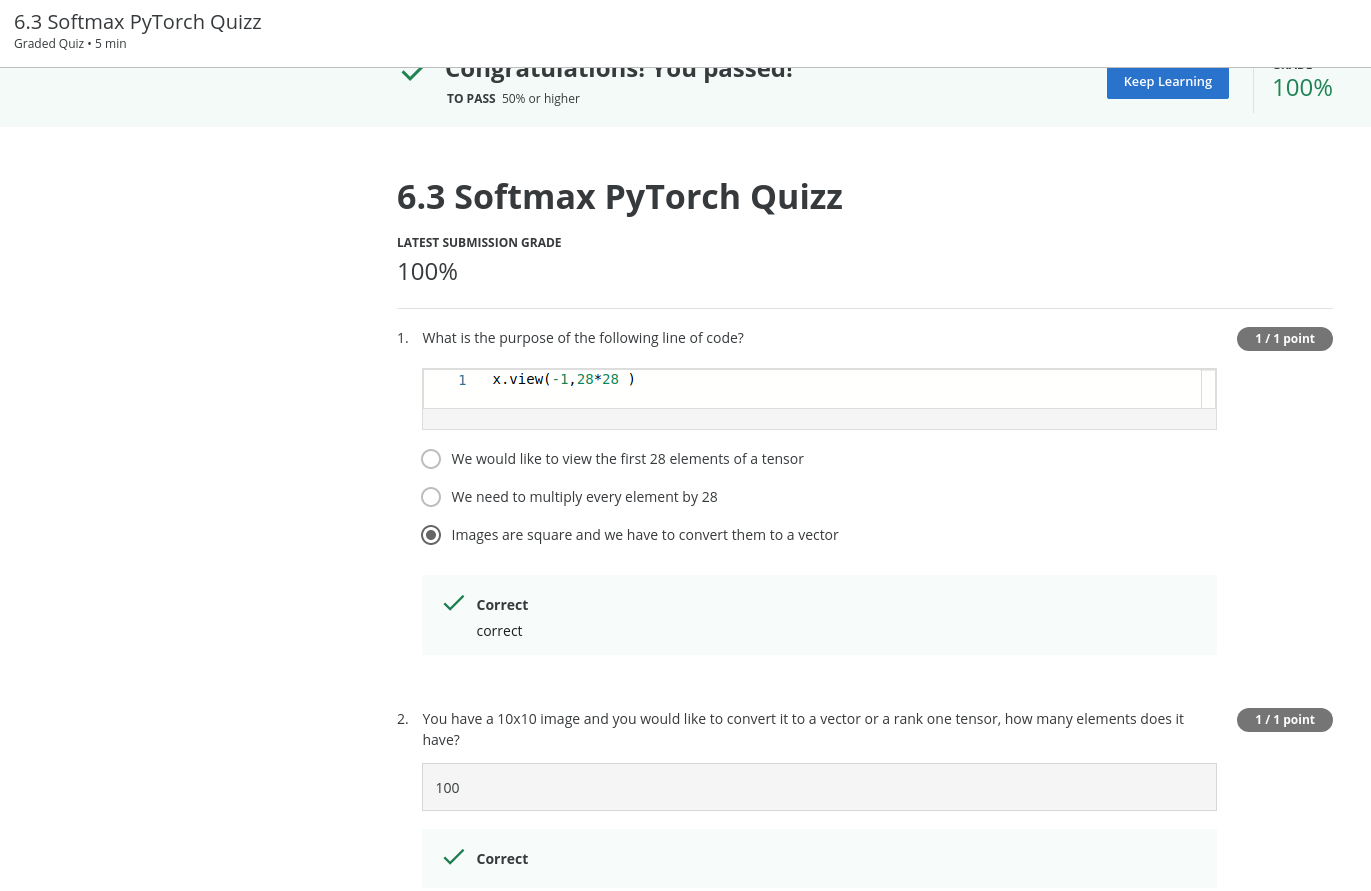 6.3 Softmax PyTorch Quizz
Graded Quiz • 5 min
Congratulations! You passed!
TO PASS 50% or higher
Keep Learning
GRADE
100%
6.3 Softmax PyTorch Quizz
LATEST SUBMISSION GRADE
100%
1. What is the purpose of the following line of code?
1 / 1 point
1 x.view(-1,28*28 )
We would like to view the first 28 elements of a tensor
We need to multiply every element by 28
Images are square and we have to convert them to a vector
Correct
correct
2. You have a 10x10 image and you would like to convert it to a vector or a rank one tensor, how many elements does it
have?
1 / 1 point
100
Correct